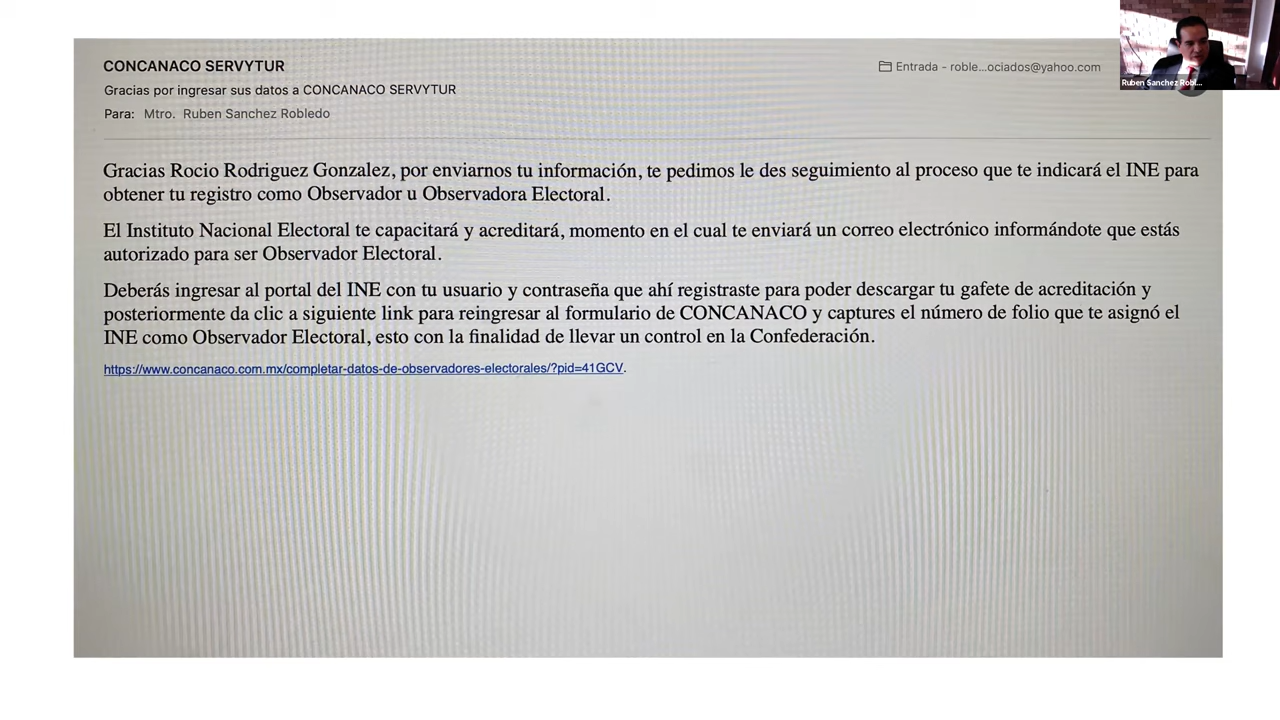 CONCANACO SERVYTUR
Entrada - roble...ociados@yahoo.com
Gracias por ingresar sus datos a CONCANACO SERVYTUR
Para: Mtro. Ruben Sanchez Robledo
Ruben Sanchez Robl...
Gracias Rocio Rodriguez Gonzalez, por enviarnos tu información, te pedimos le des seguimiento al proceso que te indicará el INE para
obtener tu registro como Observador u Observadora Electoral.
El Instituto Nacional Electoral te capacitará y acreditará, momento en el cual te enviará un correo electrónico informándote que estás
autorizado para ser Observador Electoral.
Deberás ingresar al portal del INE con tu usuario y contraseña que ahí registraste para poder descargar tu gafete de acreditación y
posteriormente da clic a siguiente link para reingresar al formulario de CONCANACO y captures el número de folio que te asignó el
INE como Observador Electoral, esto con la finalidad de llevar un control en la Confederación.
https://www.concanaco.com.mx/completar-datos-de-observadores-electorales/?pid=41GCV.